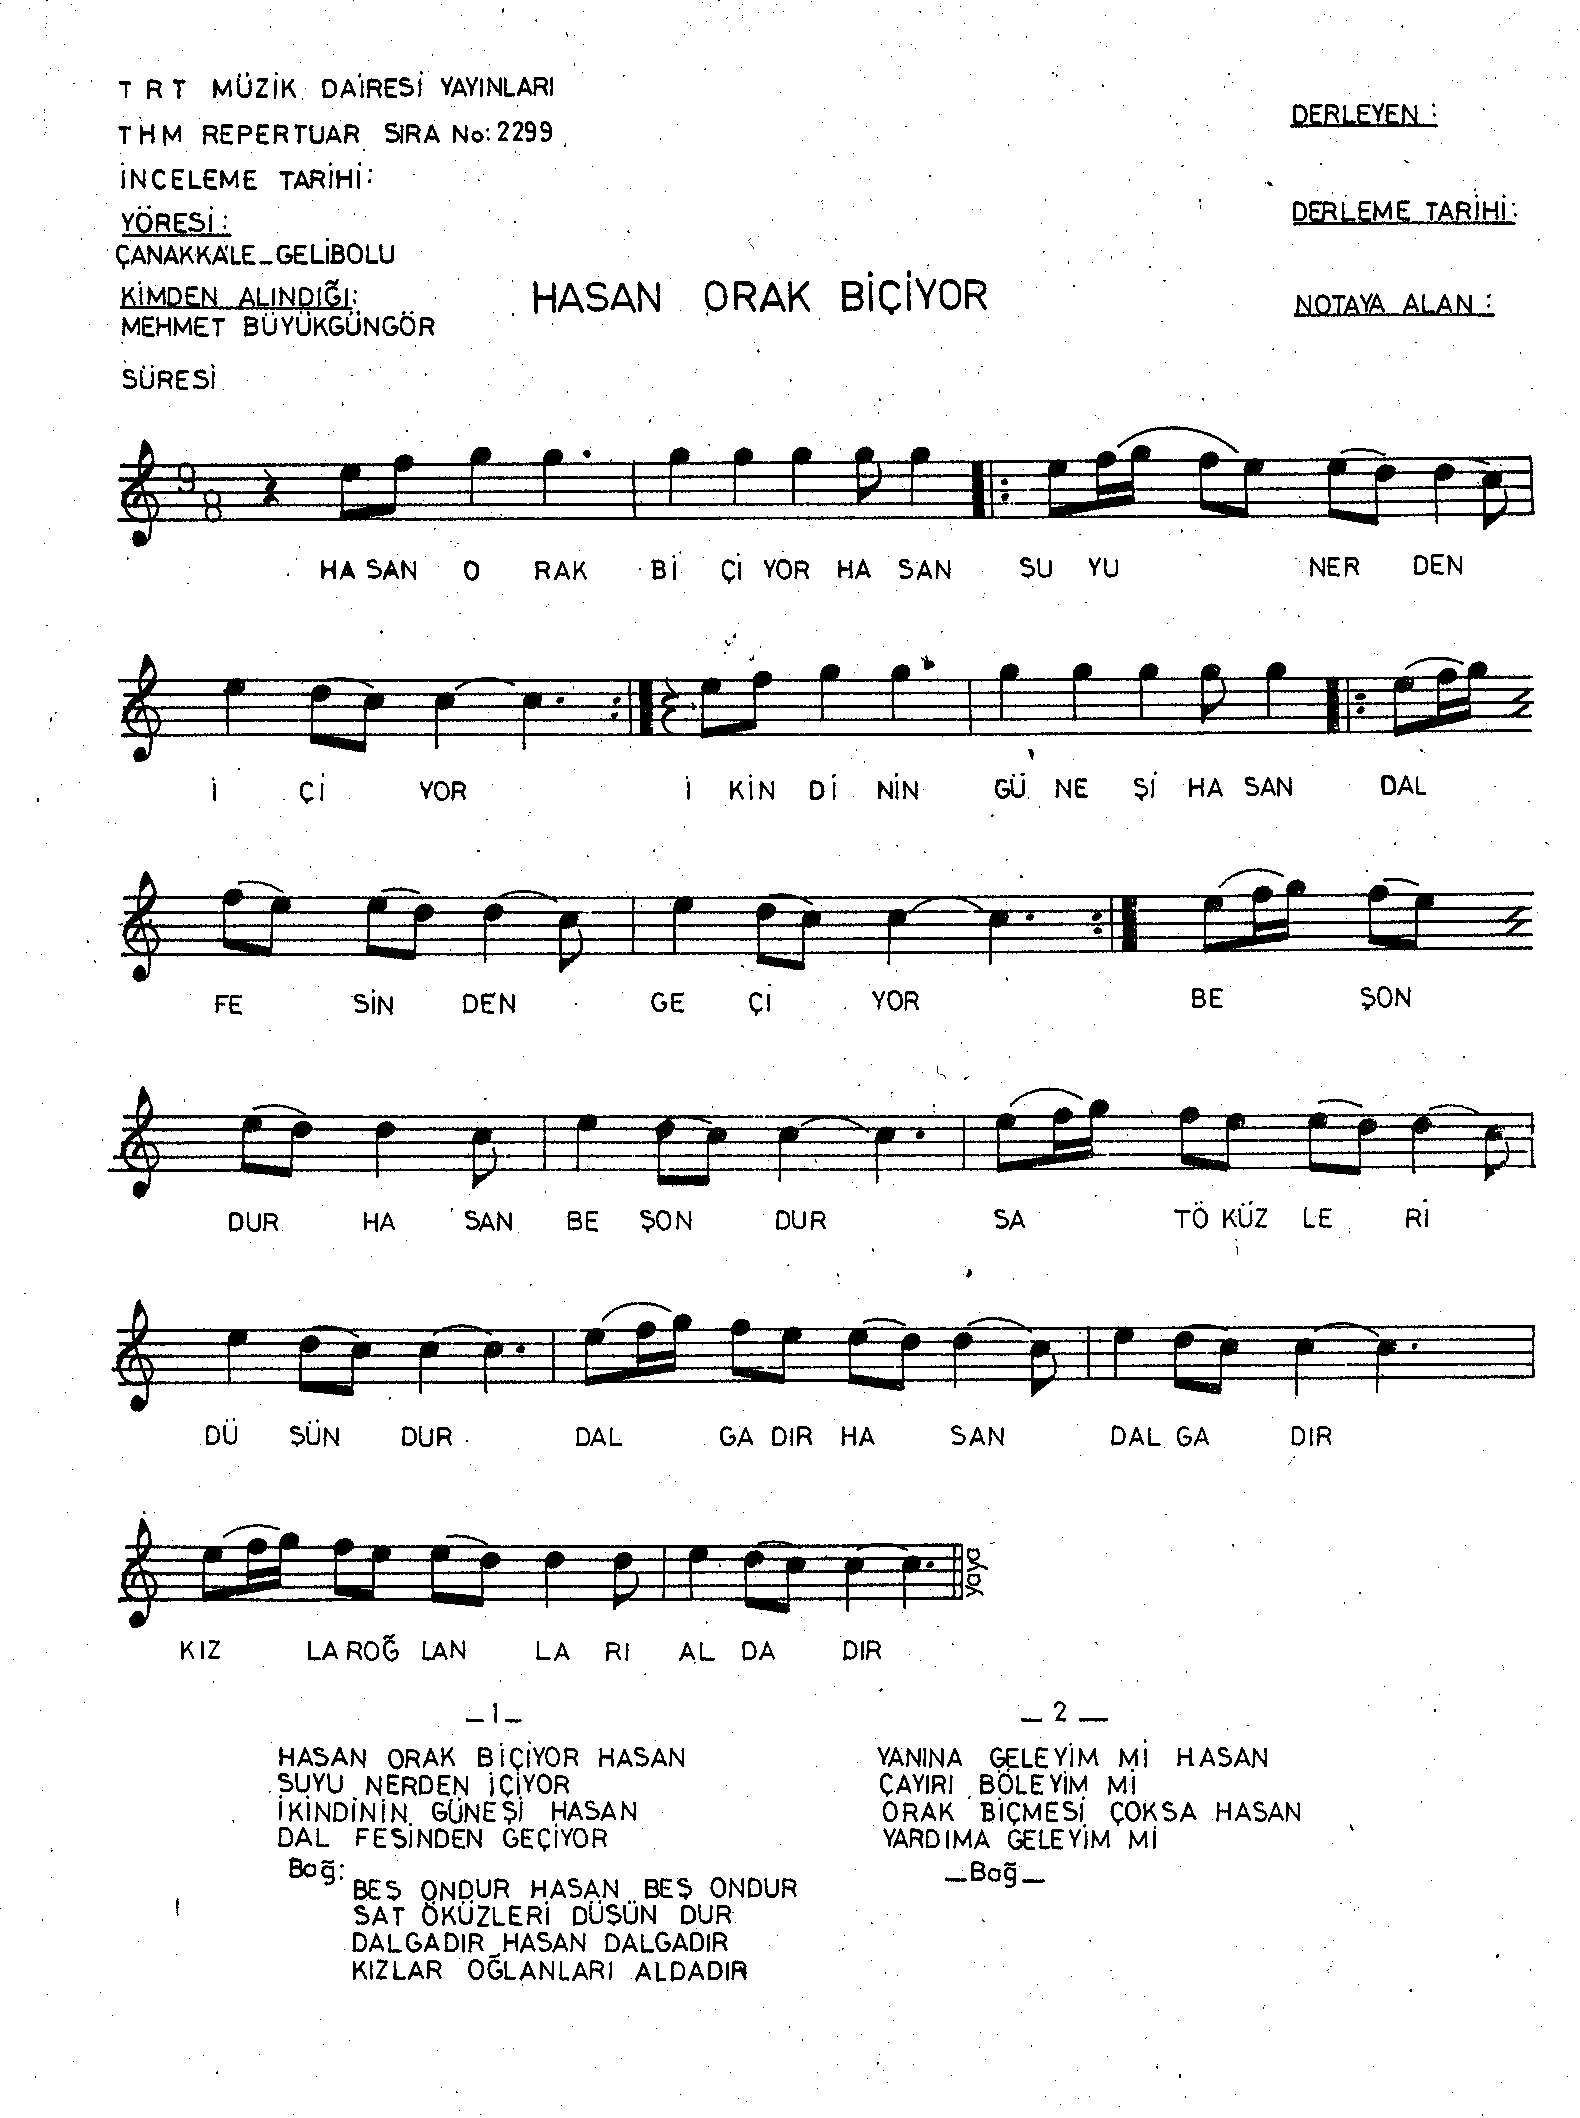 TRT MÜZİK DAİRESİ YAYINLARI
THM REPERTUAR SIRA No: 2299
İNCELEME TARİHİ:
YÖRESİ:
ÇANAKKALE_GELİBOLU
KİMDEN ALINDIĞI:
MEHMET BÜYÜKGÜNGÖR
SÜRESİ
HASAN ORAK BİÇİYOR
DERLEYEN :
DERLEME TARİHİ:
NOTAYA ALAN :
9
8
HA SAN O RAK Bİ Çİ YOR HA SAN SU YU NER DEN
İ Çİ YOR İ KİN Dİ NİN GÜ NE Şİ HA SAN DAL
FE SİN DEN GE Çİ YOR BE ŞON
DUR HA SAN BE ŞON DUR SA TÖ KÜZ LE Rİ
DÜ ŞÜN DUR DAL GA DIR HA SAN DAL GA DIR
yaya
KIZ LA ROĞ LAN LA RI AL DA DIR
_1_
HASAN ORAK BİÇİYOR HASAN
SUYU NERDEN İÇİYOR
İKİNDİNİN GÜNEŞİ HASAN
DAL FESİNDEN GEÇİYOR
Bağ:
BEŞ ONDUR HASAN BEŞ ONDUR
SAT ÖKÜZLERİ DÜŞÜN DUR
DALGADIR HASAN DALGADIR
KIZLAR OĞLANLARI ALDADIR
_ 2 _
YANINA GELEYİM Mİ HASAN
ÇAYIRI BÖLEYİM Mİ
ORAK BİÇMESİ ÇOKSA HASAN
YARDIMA GELEYİM Mİ
_Bağ_